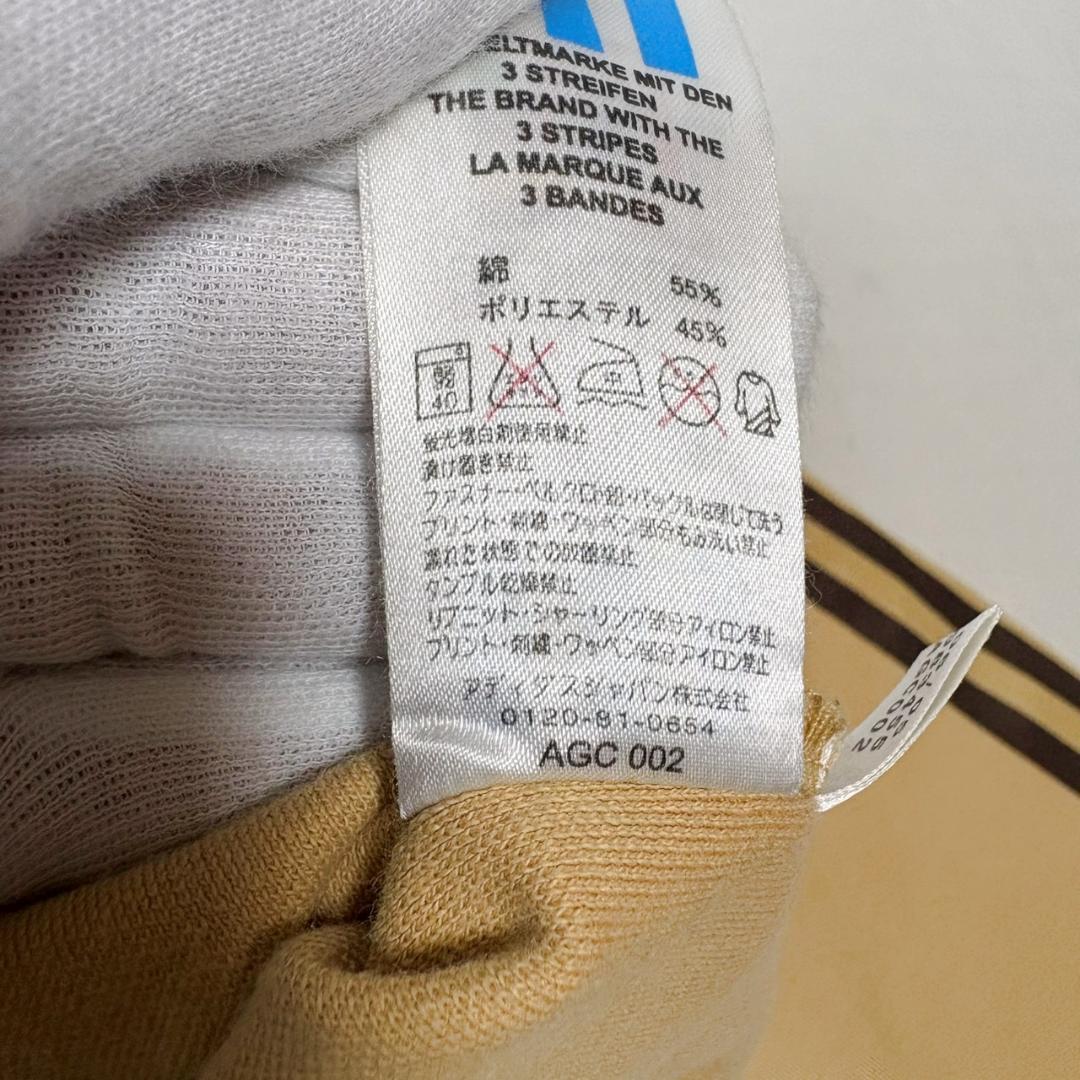 ELTMARKE MIT DEN
3 STREIFEN
THE BRAND WITH THE
3 STRIPES
LA MARQUE AUX
3 BANDES
綿 55%
ポリエステル 45%
40
蛍光増白剤使用禁止
漬け置き禁止
ファスナー・ベルクロ・紐・バックルは閉じて洗う
プリント・刺繍・ワッペン部分もみ洗い禁止
濡れた状態での放置禁止
タンブル乾燥禁止
リアニット・シャーリング部分アイロン禁止
プリント・刺繍・ワッペン部分アイロン禁止
アディダスジャパン株式会社
0120-81-0654
AGC 002